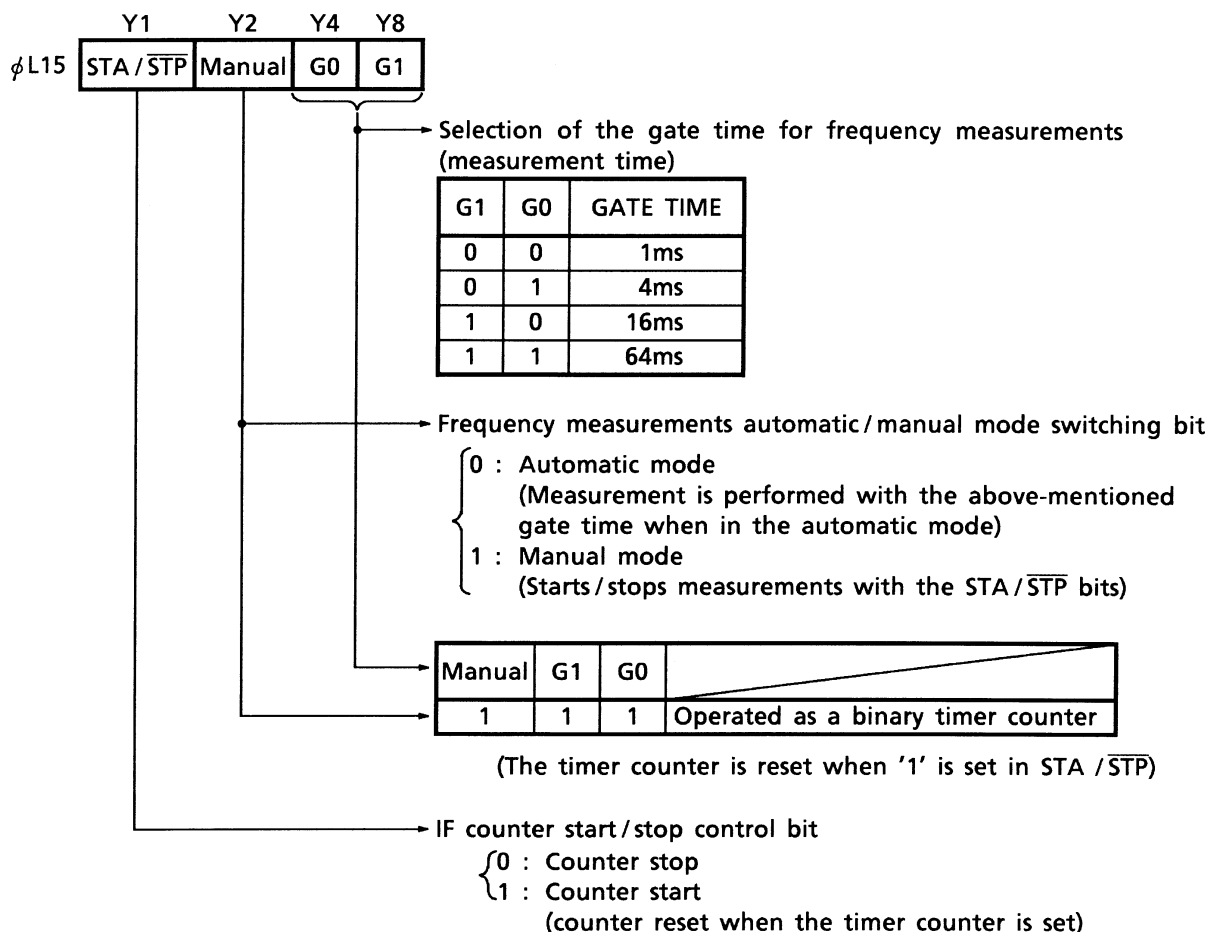 Y1 Y2 Y4 Y8
ϕL15 STA / S̅T̅P̅ Manual G0 G1
Selection of the gate time for frequency measurements
(measurement time)
G1 G0 GATE TIME
0 0 1ms
0 1 4ms
1 0 16ms
1 1 64ms
Frequency measurements automatic / manual mode switching bit
0 : Automatic mode
(Measurement is performed with the above-mentioned
gate time when in the automatic mode)
1 : Manual mode
(Starts / stops measurements with the STA / S̅T̅P̅ bits)
Manual G1 G0
1 1 1 Operated as a binary timer counter
(The timer counter is reset when '1' is set in STA / S̅T̅P̅)
IF counter start / stop control bit
0 : Counter stop
1 : Counter start
(counter reset when the timer counter is set)